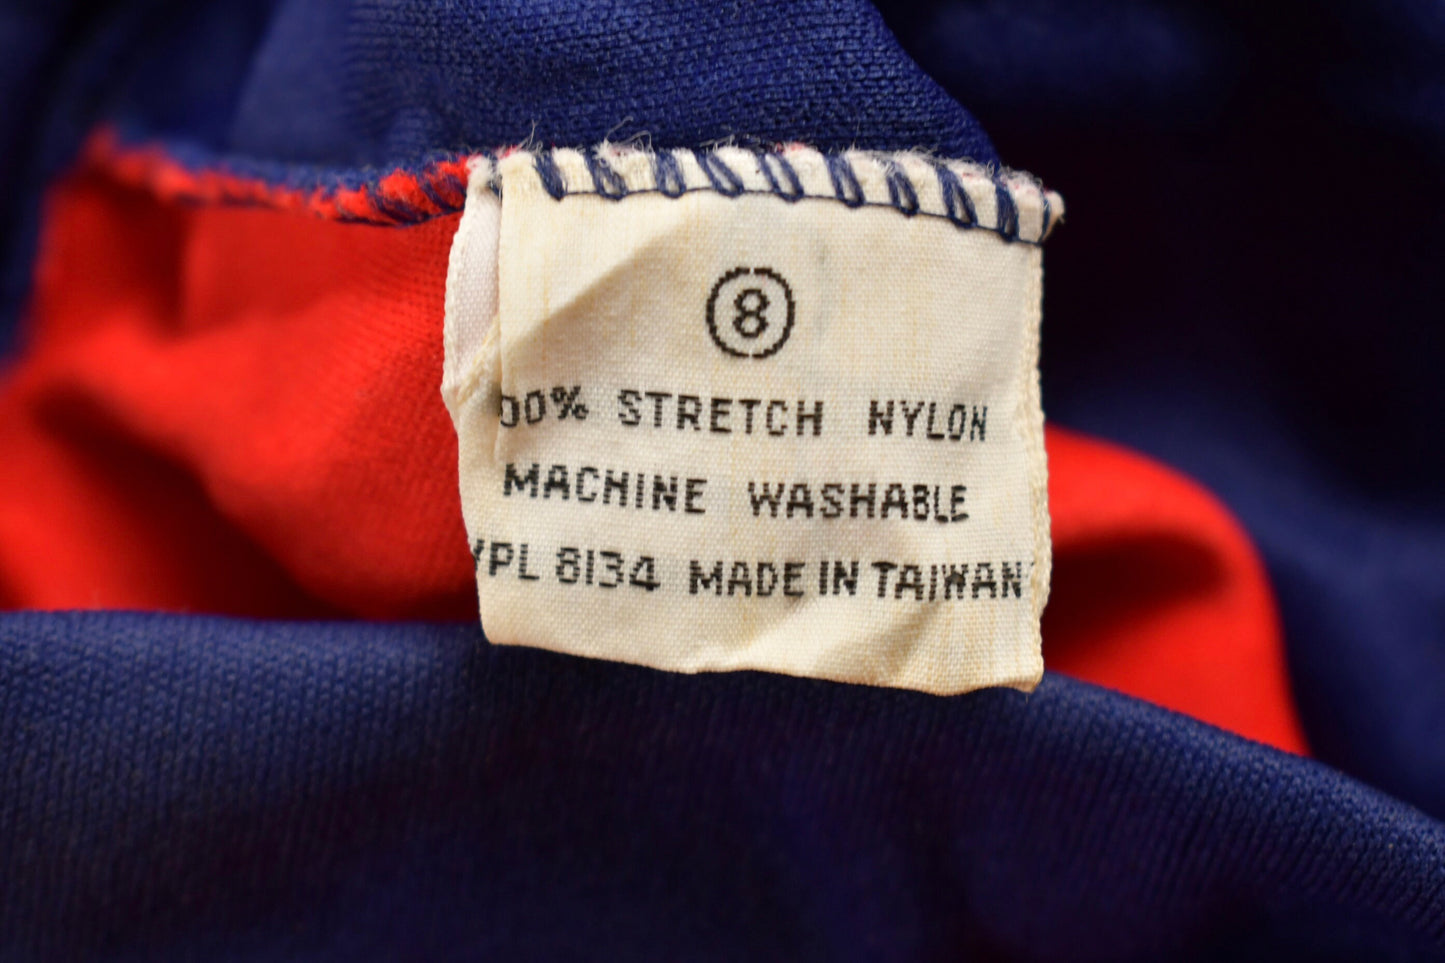 8
00% STRETCH NYLON
MACHINE WASHABLE
YPL 8134 MADE IN TAIWAN